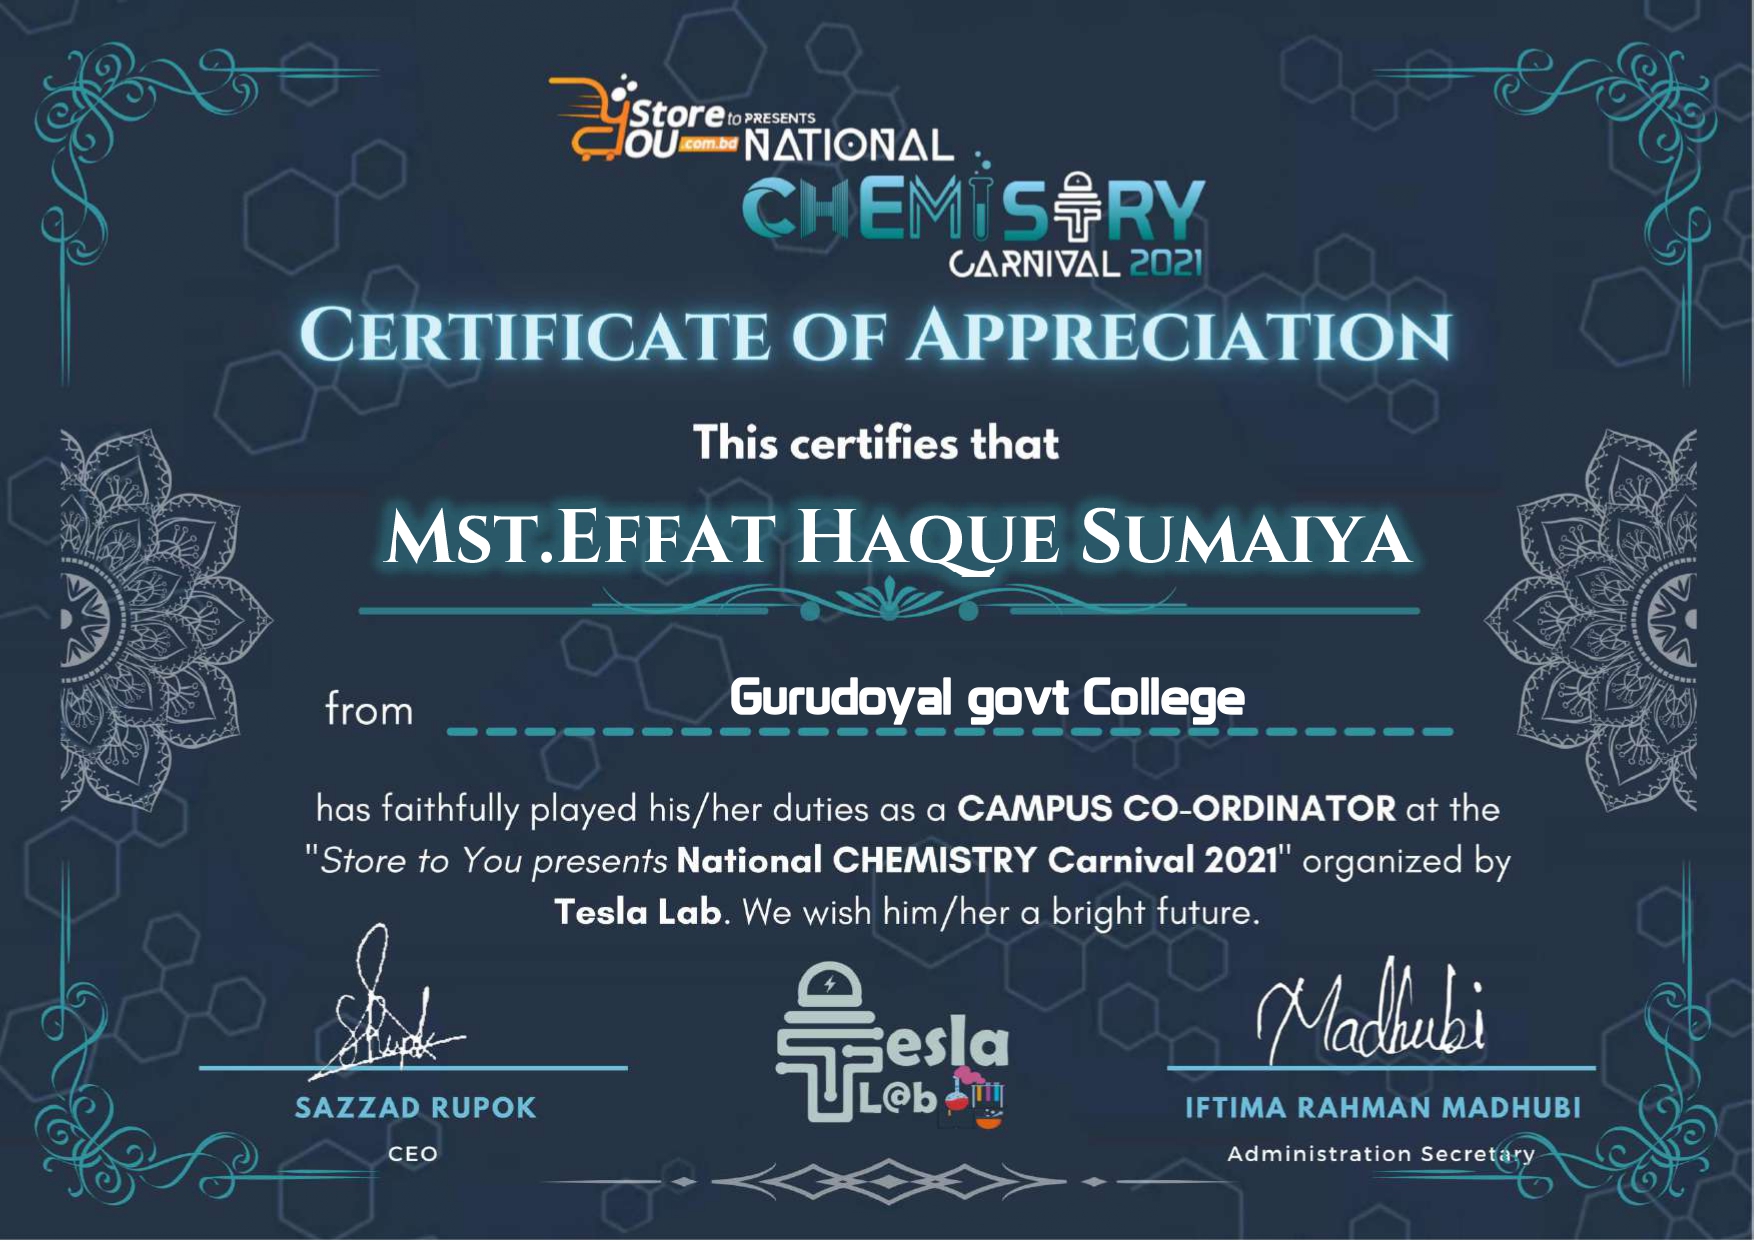 Store to PRESENTS
YOU .com.bd NATIONAL
CHEMISTRY
CARNIVAL 2021
CERTIFICATE OF APPRECIATION
This certifies that
MST.EFFAT HAQUE SUMAIYA
from Gurudoyal govt College
has faithfully played his/her duties as a CAMPUS CO-ORDINATOR at the
"Store to You presents National CHEMISTRY Carnival 2021" organized by
Tesla Lab. We wish him/her a bright future.
Rupok
Madhubi
Tesla
L@b
SAZZAD RUPOK
IFTIMA RAHMAN MADHUBI
CEO
Administration Secretary